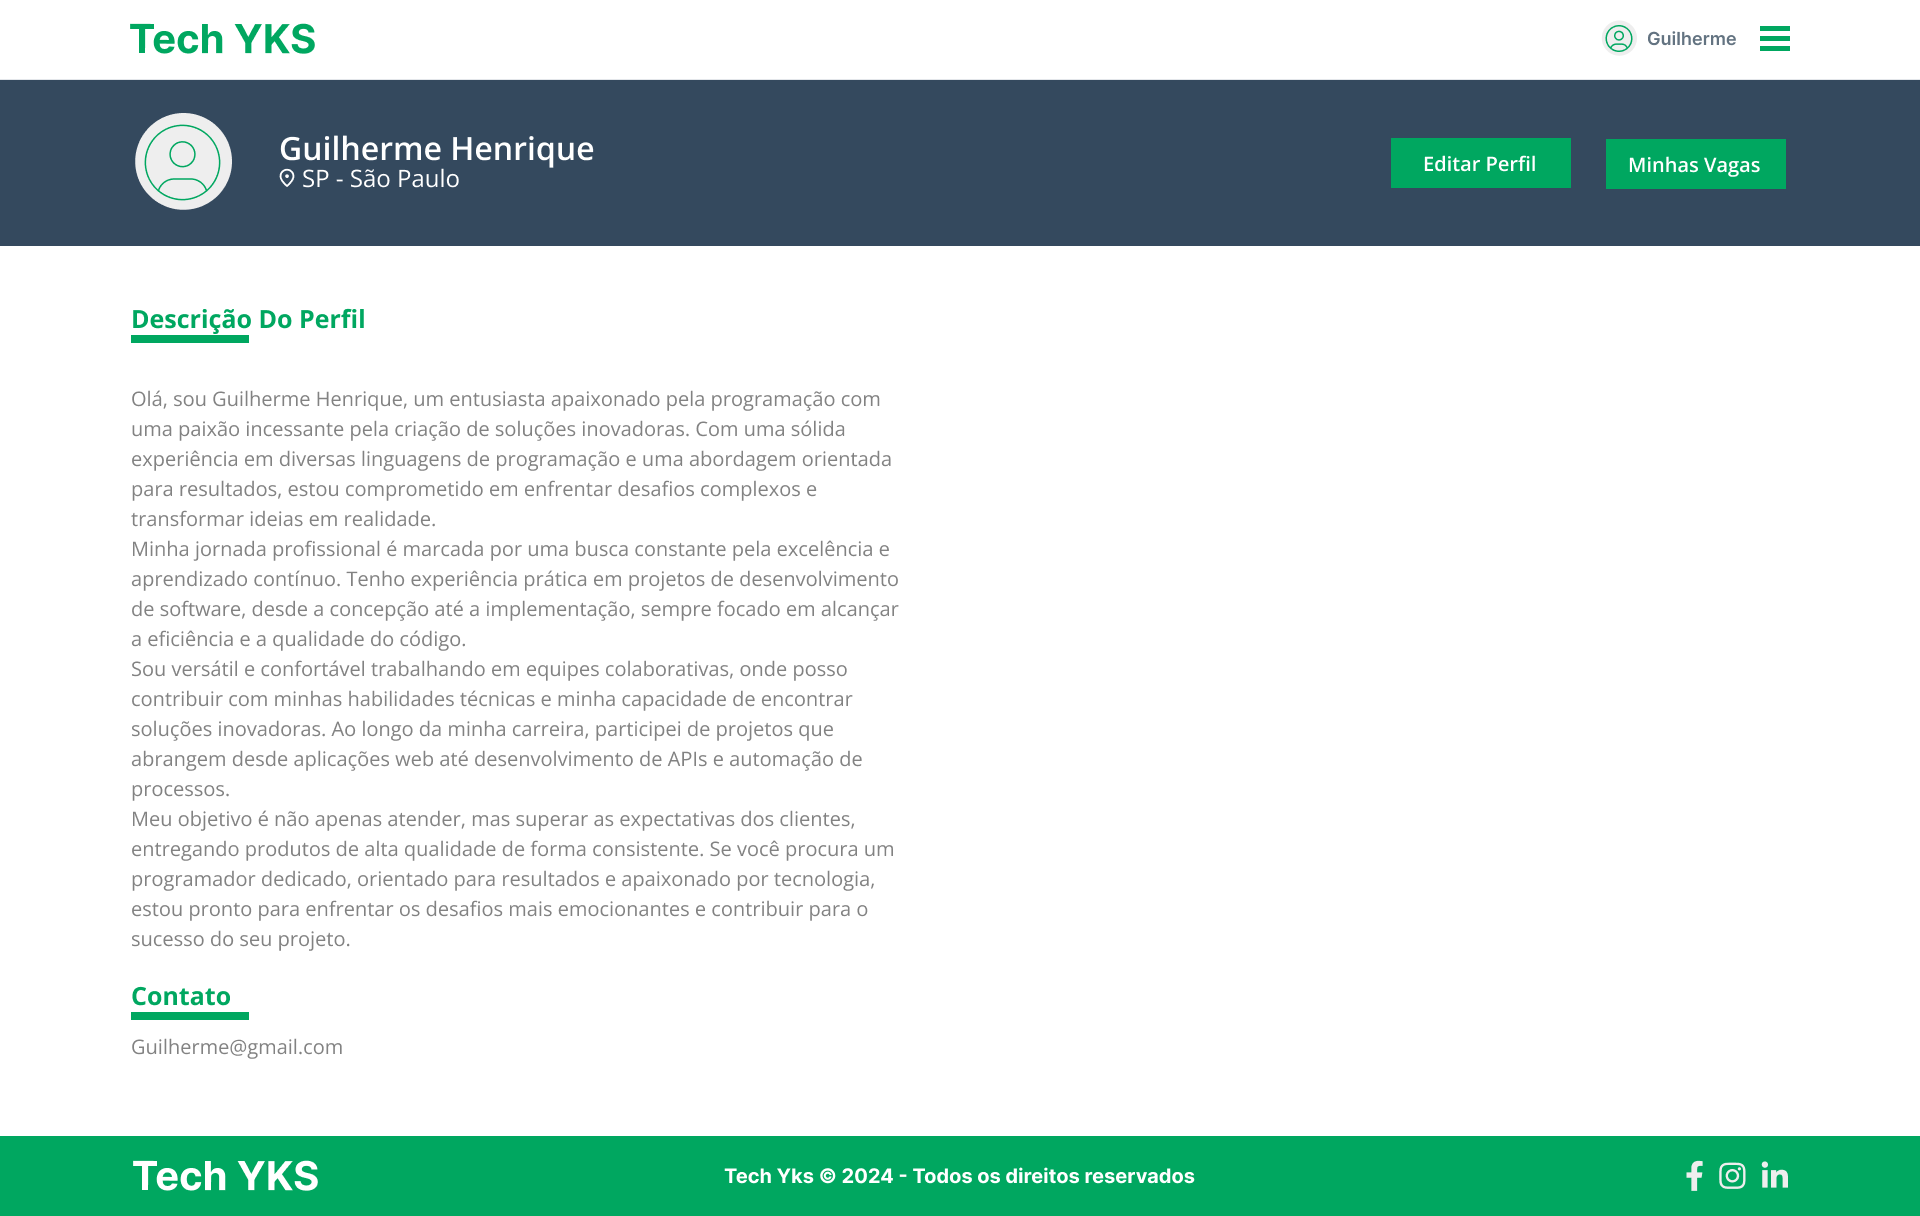 Tech YKS
Guilherme
Guilherme Henrique
SP - São Paulo
Editar Perfil
Minhas Vagas
Descrição Do Perfil
Olá, sou Guilherme Henrique, um entusiasta apaixonado pela programação com
uma paixão incessante pela criação de soluções inovadoras. Com uma sólida
experiência em diversas linguagens de programação e uma abordagem orientada
para resultados, estou comprometido em enfrentar desafios complexos e
transformar ideias em realidade.
Minha jornada profissional é marcada por uma busca constante pela excelência e
aprendizado contínuo. Tenho experiência prática em projetos de desenvolvimento
de software, desde a concepção até a implementação, sempre focado em alcançar
a eficiência e a qualidade do código.
Sou versátil e confortável trabalhando em equipes colaborativas, onde posso
contribuir com minhas habilidades técnicas e minha capacidade de encontrar
soluções inovadoras. Ao longo da minha carreira, participei de projetos que
abrangem desde aplicações web até desenvolvimento de APIs e automação de
processos.
Meu objetivo é não apenas atender, mas superar as expectativas dos clientes,
entregando produtos de alta qualidade de forma consistente. Se você procura um
programador dedicado, orientado para resultados e apaixonado por tecnologia,
estou pronto para enfrentar os desafios mais emocionantes e contribuir para o
sucesso do seu projeto.
Contato
Guilherme@gmail.com
Tech YKS
Tech Yks © 2024 - Todos os direitos reservados